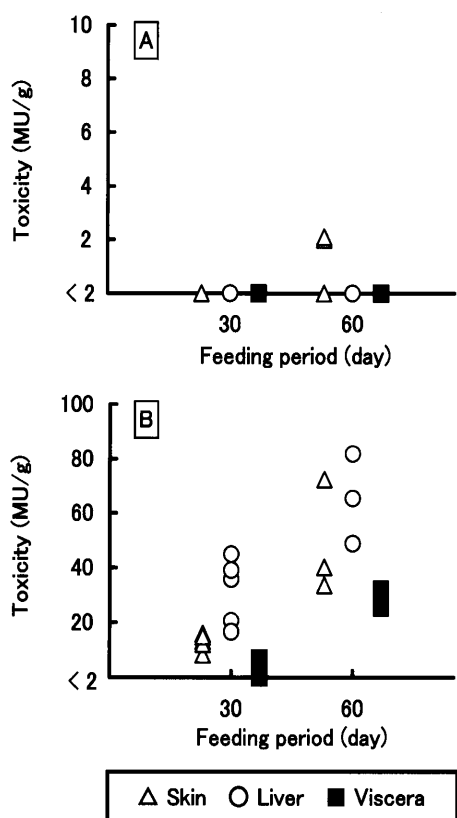 A
10
8
6
4
2
< 2
Toxicity (MU/g)
30 60
Feeding period (day)
B
100
80
60
40
20
< 2
Toxicity (MU/g)
30 60
Feeding period (day)
Skin Liver Viscera